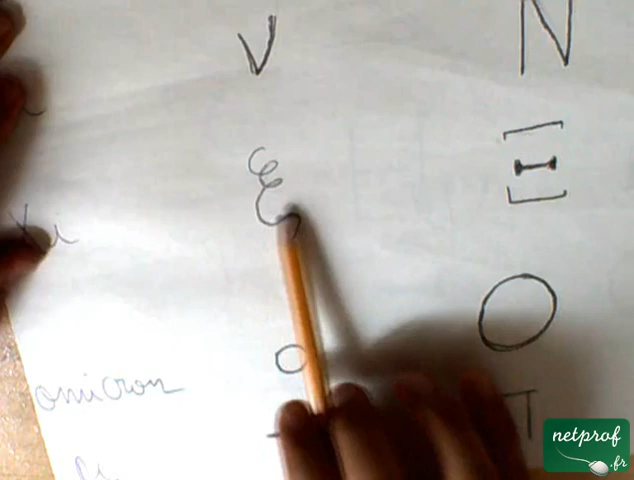 ν N
xi ξ Ξ
omicron ο O
netprof
.fr